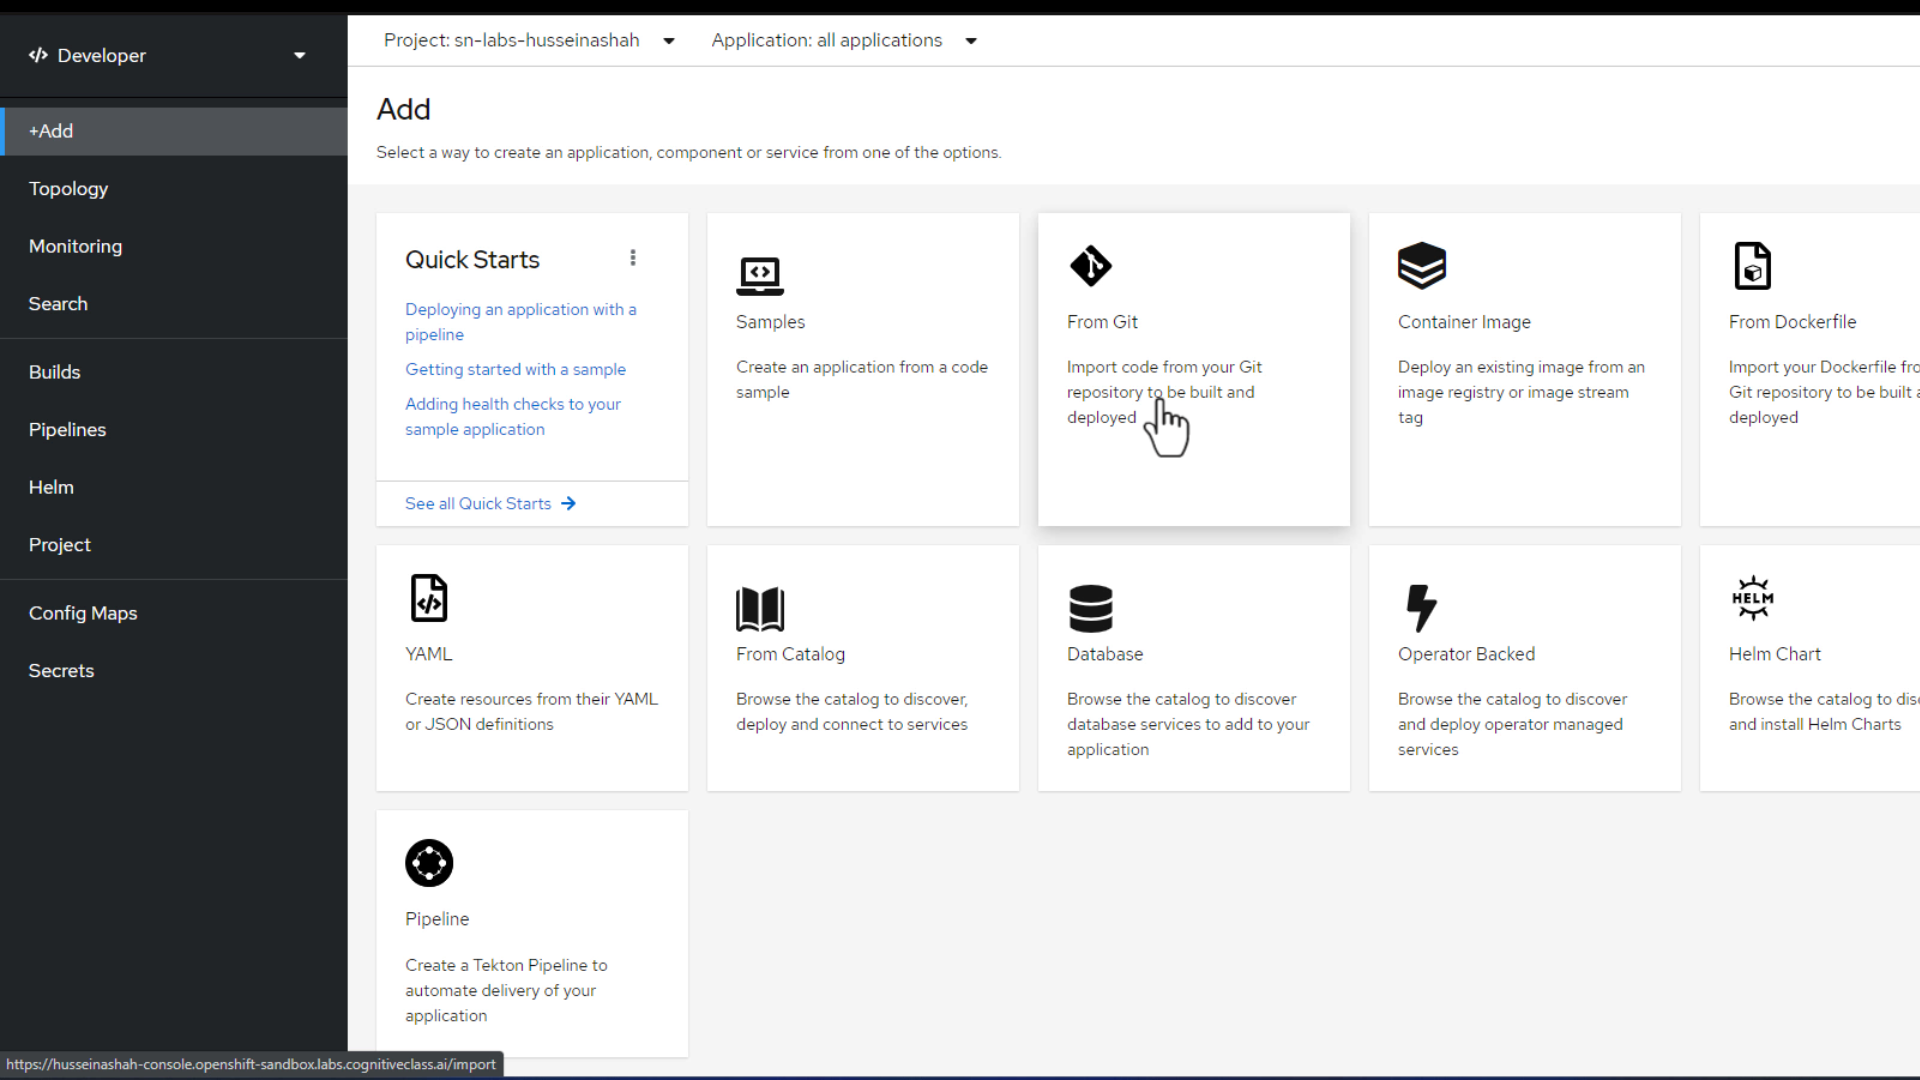 Developer
+Add
Topology
Monitoring
Search
Builds
Pipelines
Helm
Project
Config Maps
Secrets
Project: sn-labs-husseinashah
Application: all applications
Add
Select a way to create an application, component or service from one of the options.
Quick Starts
Deploying an application with a
pipeline
Getting started with a sample
Adding health checks to your
sample application
See all Quick Starts
Samples
Create an application from a code
sample
From Git
Import code from your Git
repository to be built and
deployed
Container Image
Deploy an existing image from an
image registry or image stream
tag
From Dockerfile
Import your Dockerfile fro
Git repository to be built a
deployed
YAML
Create resources from their YAML
or JSON definitions
From Catalog
Browse the catalog to discover,
deploy and connect to services
Database
Browse the catalog to discover
database services to add to your
application
Operator Backed
Browse the catalog to discover
and deploy operator managed
services
HELM
Helm Chart
Browse the catalog to disc
and install Helm Charts
Pipeline
Create a Tekton Pipeline to
automate delivery of your
application
https://husseinashah-console.openshift-sandbox.labs.cognitiveclass.ai/import